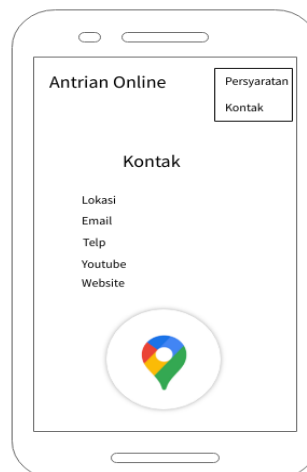 Antrian Online
Persyaratan
Kontak
Kontak
Lokasi
Email
Telp
Youtube
Website